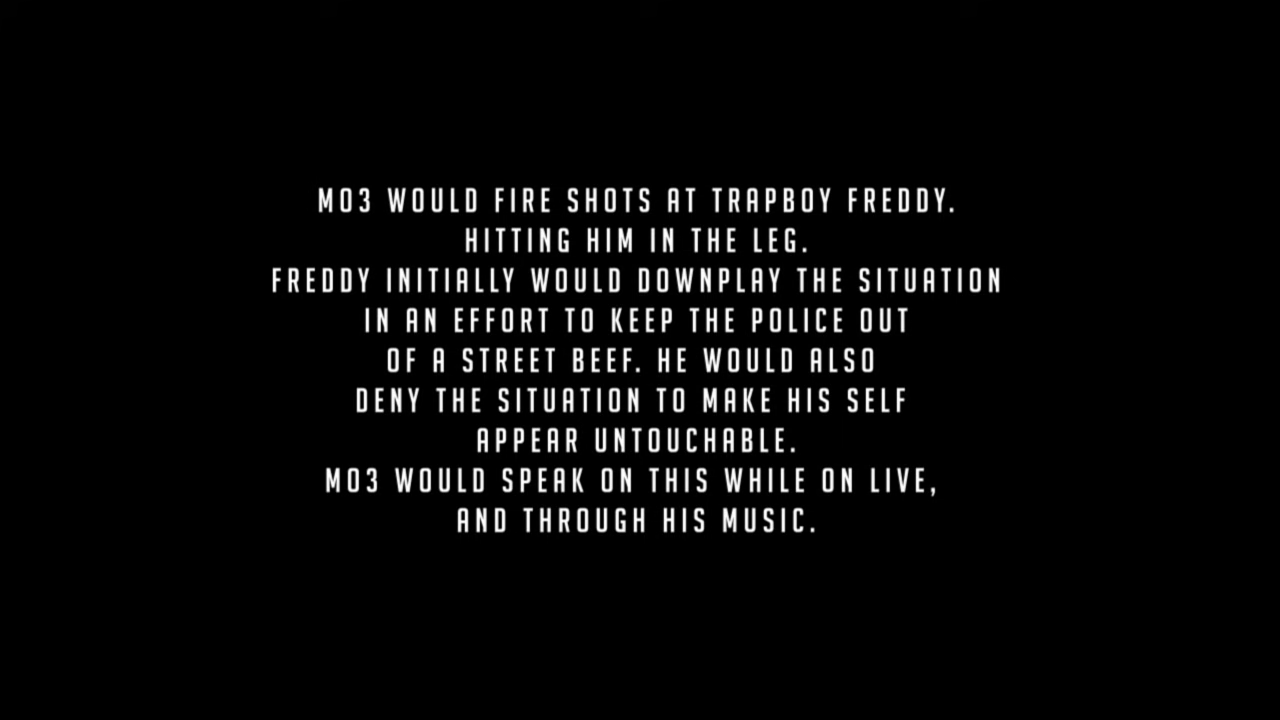 MO3 WOULD FIRE SHOTS AT TRAPBOY FREDDY.
HITTING HIM IN THE LEG.
FREDDY INITIALLY WOULD DOWNPLAY THE SITUATION
IN AN EFFORT TO KEEP THE POLICE OUT
OF A STREET BEEF. HE WOULD ALSO
DENY THE SITUATION TO MAKE HIS SELF
APPEAR UNTOUCHABLE.
MO3 WOULD SPEAK ON THIS WHILE ON LIVE,
AND THROUGH HIS MUSIC.